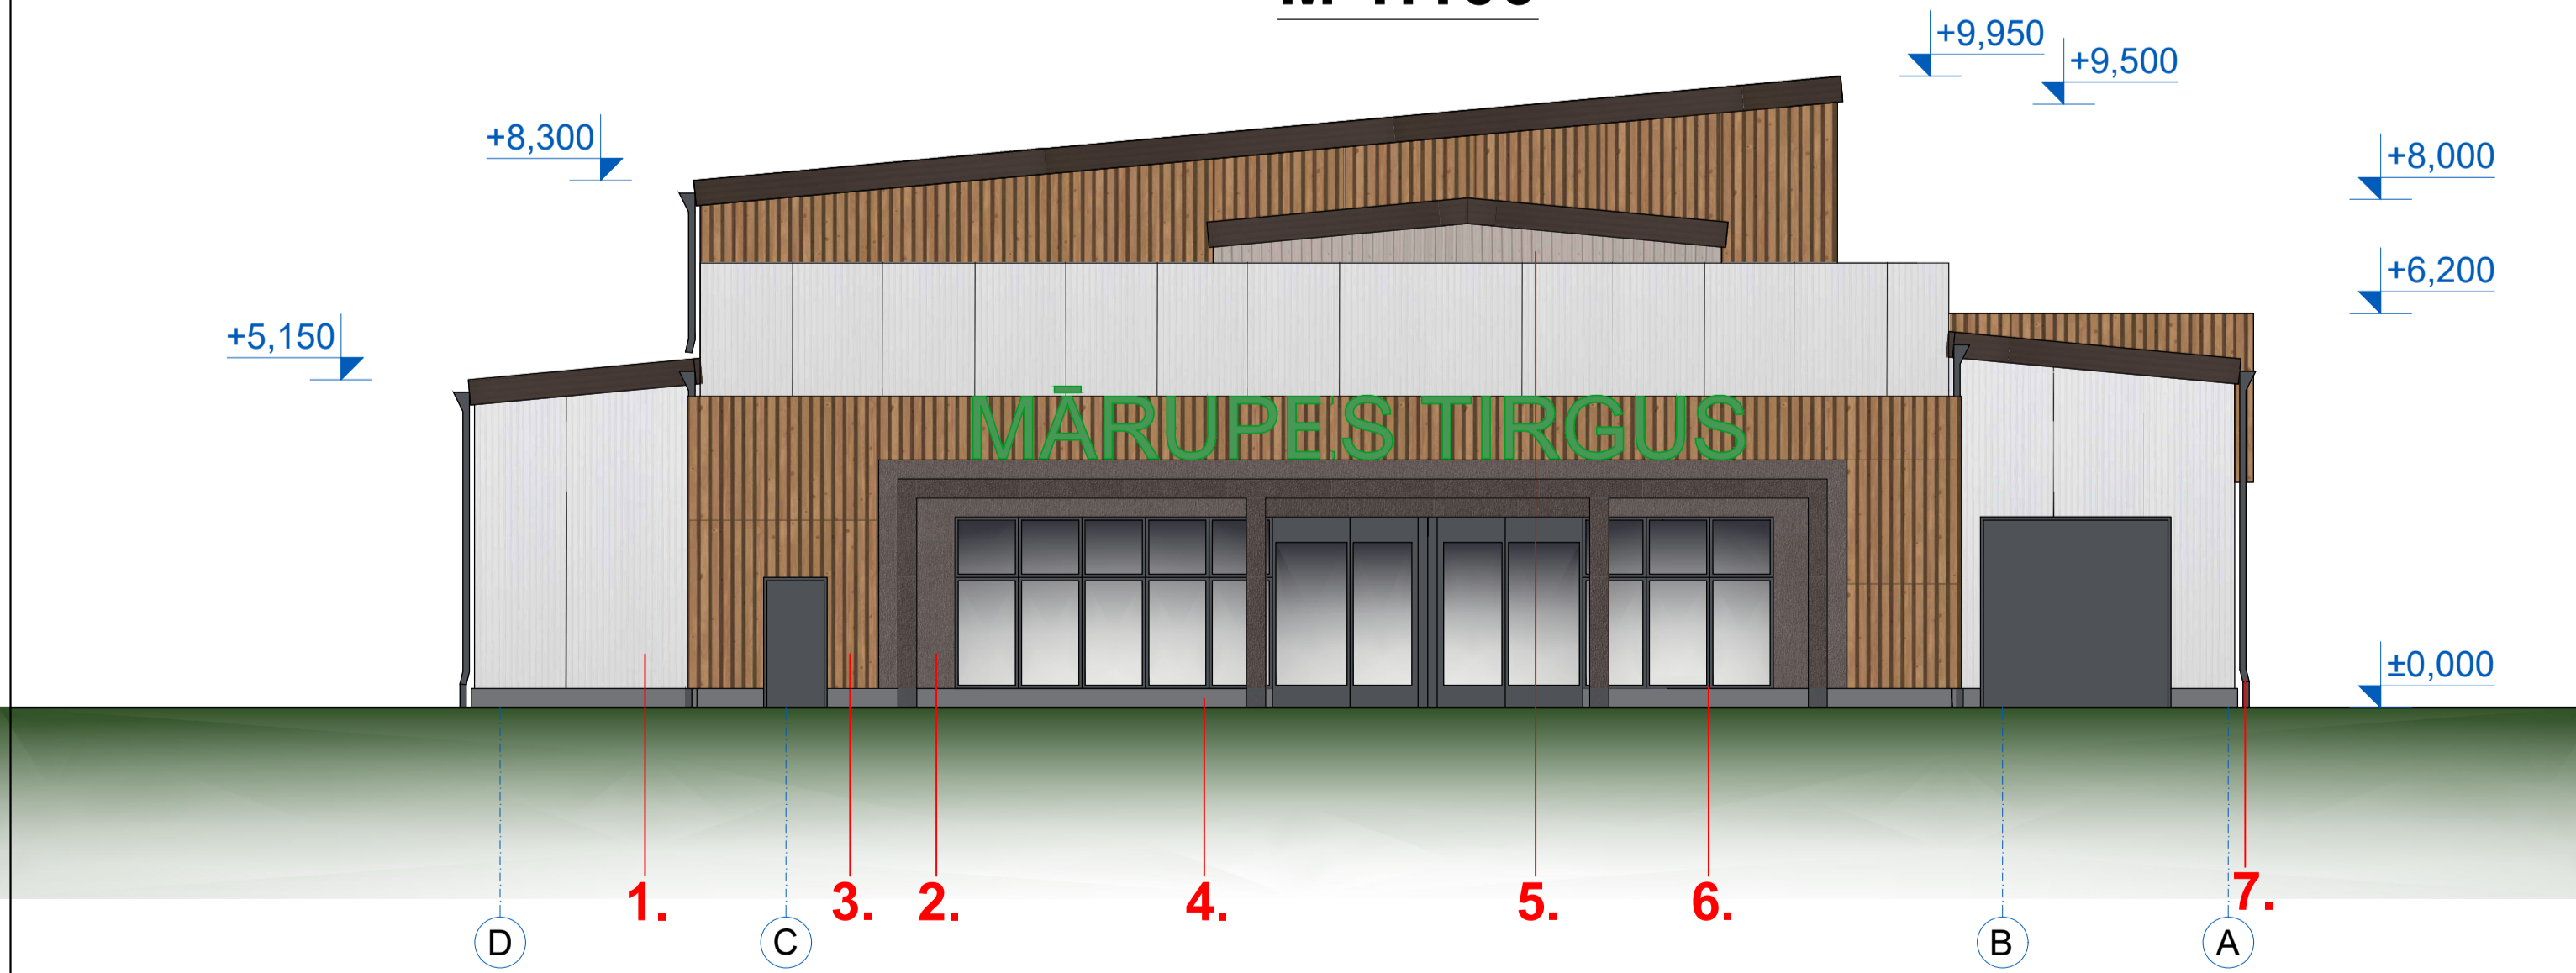 +9,950
+9,500
+8,300
+8,000
+6,200
+5,150
MĀRUPES TIRGUS
±0,000
1. 3. 2. 4. 5. 6. 7.
D C B A